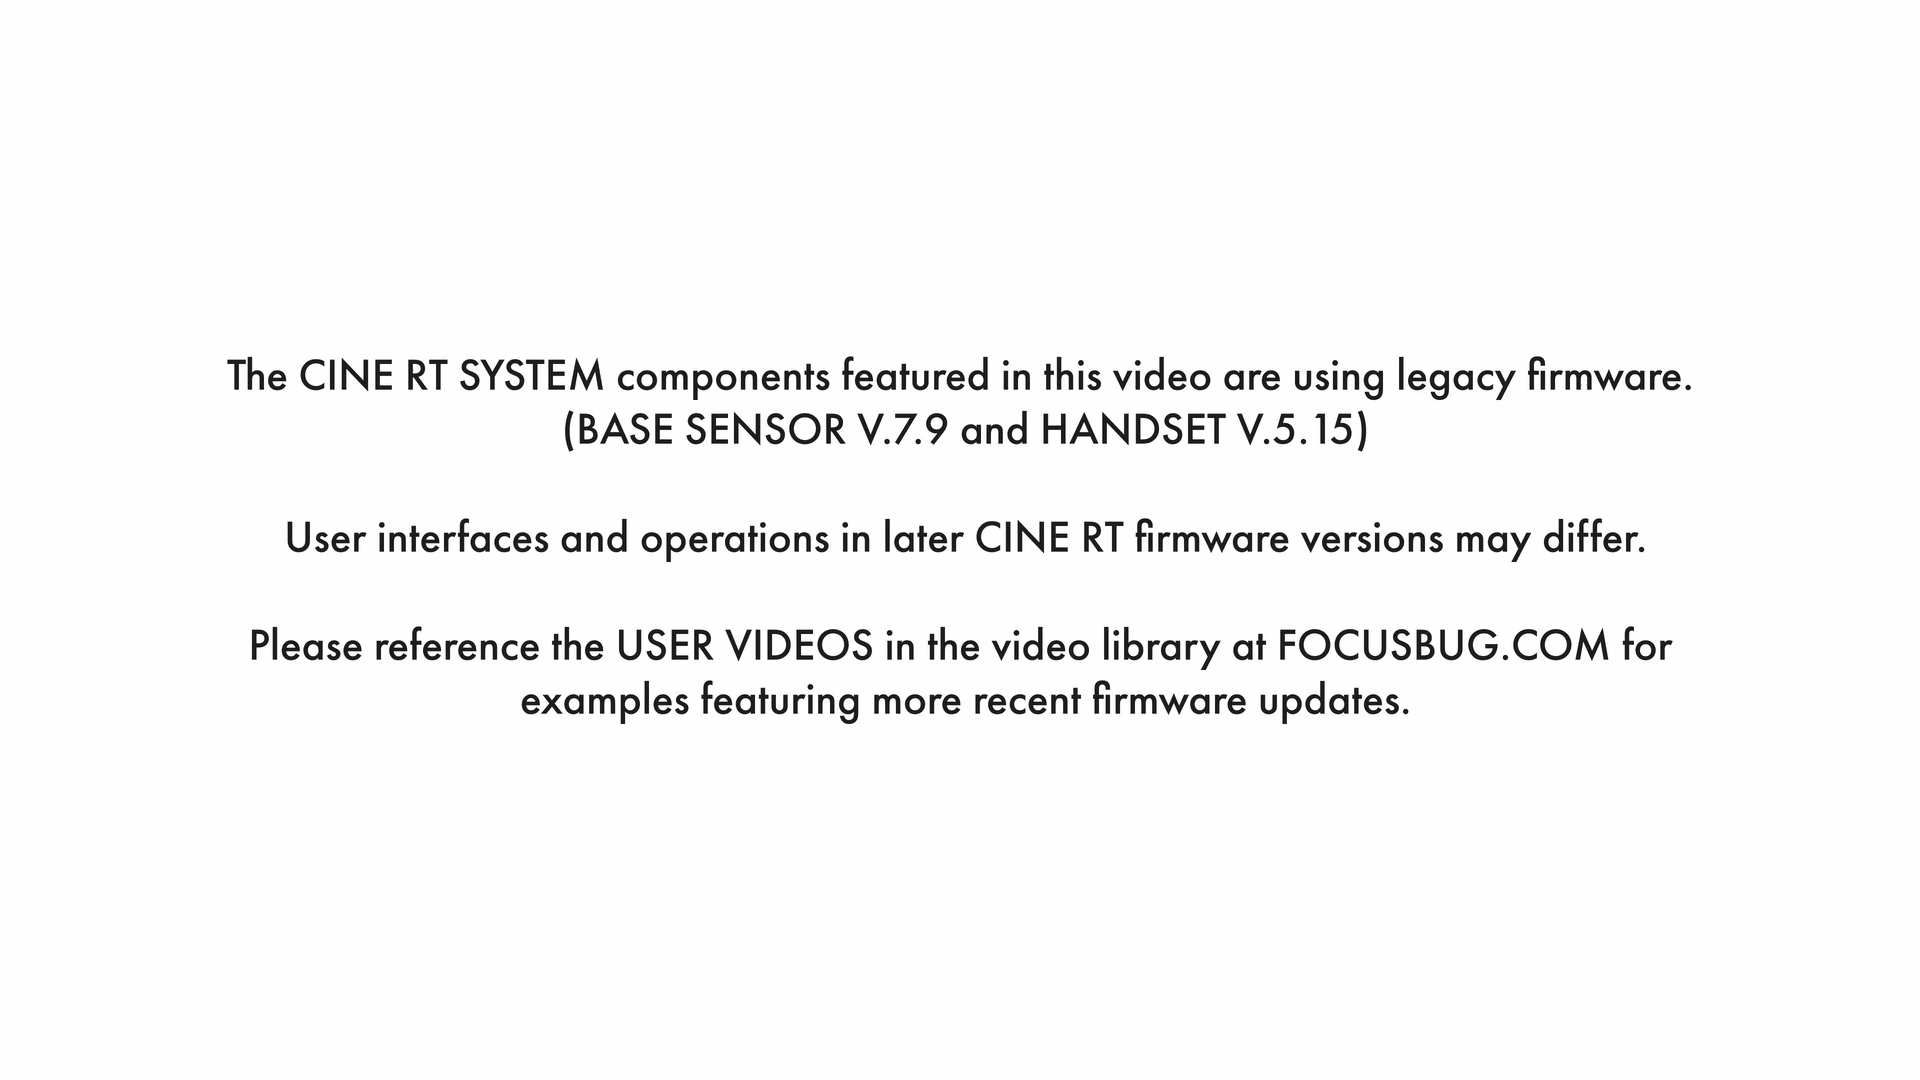 The CINE RT SYSTEM components featured in this video are using legacy firmware.
(BASE SENSOR V.7.9 and HANDSET V.5.15)
User interfaces and operations in later CINE RT firmware versions may differ.
Please reference the USER VIDEOS in the video library at FOCUSBUG.COM for
examples featuring more recent firmware updates.